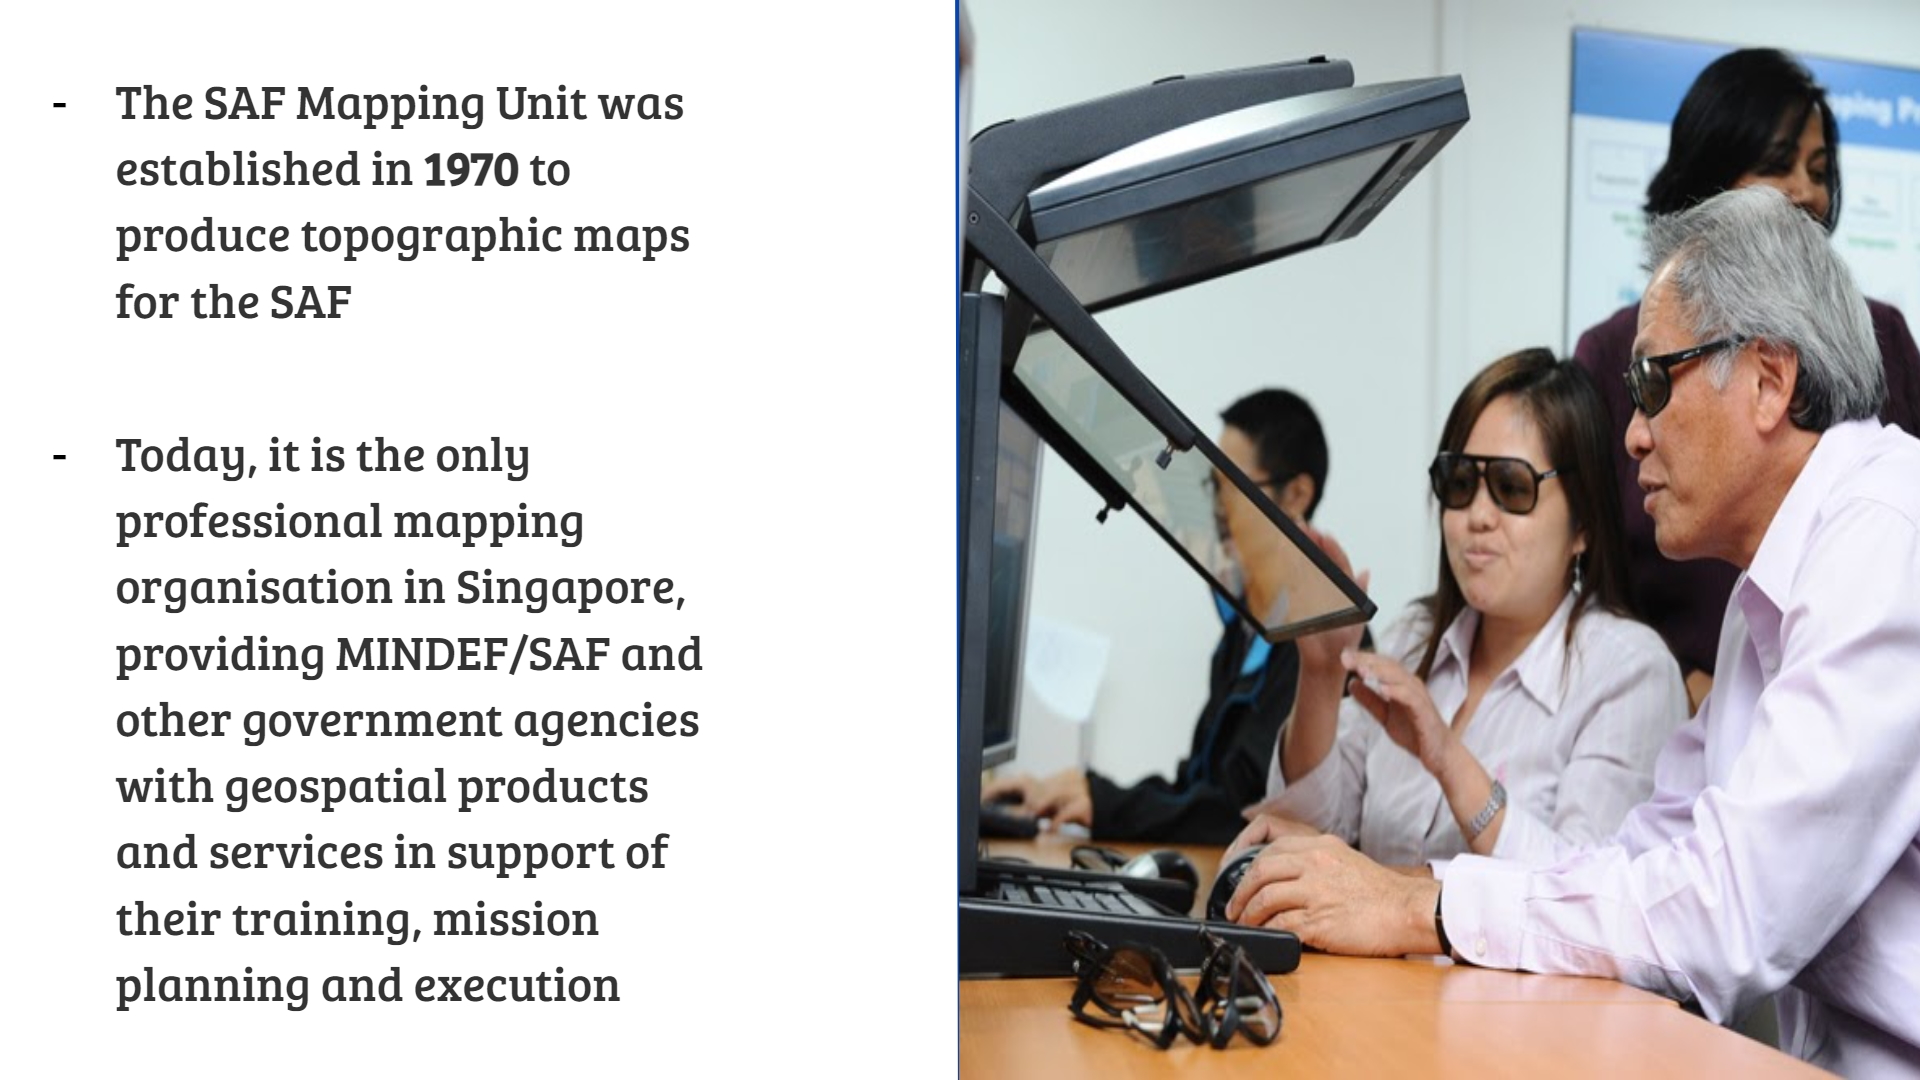 - The SAF Mapping Unit was
established in 1970 to
produce topographic maps
for the SAF
- Today, it is the only
professional mapping
organisation in Singapore,
providing MINDEF/SAF and
other government agencies
with geospatial products
and services in support of
their training, mission
planning and execution